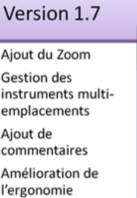 Version 1.7
Ajout du Zoom
Gestion des
instruments multi-
emplacements
Ajout de
commentaires
Amélioration de
l'ergonomie